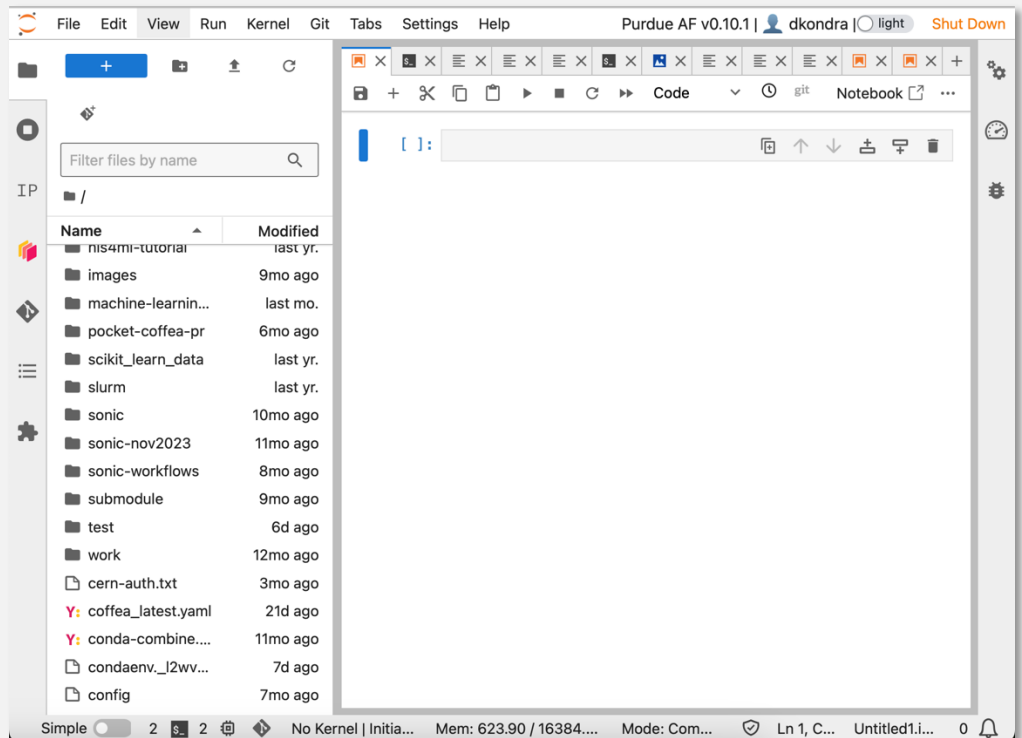 File Edit View Run Kernel Git Tabs Settings Help Purdue AF v0.10.1 | dkondra | light Shut Down
+
Code git Notebook ...
Filter files by name
[ ]:
IP
/
Name Modified
hls4ml-tutorial last yr.
images 9mo ago
machine-learnin... last mo.
pocket-coffea-pr 6mo ago
scikit_learn_data last yr.
slurm last yr.
sonic 10mo ago
sonic-nov2023 11mo ago
sonic-workflows 8mo ago
submodule 9mo ago
test 6d ago
work 12mo ago
cern-auth.txt 3mo ago
Y: coffea_latest.yaml 21d ago
Y: conda-combine.... 11mo ago
condaenv._l2wv... 7d ago
config 7mo ago
Simple 2 $_ 2 No Kernel | Initia... Mem: 623.90 / 16384.... Mode: Com... Ln 1, C... Untitled1.i... 0